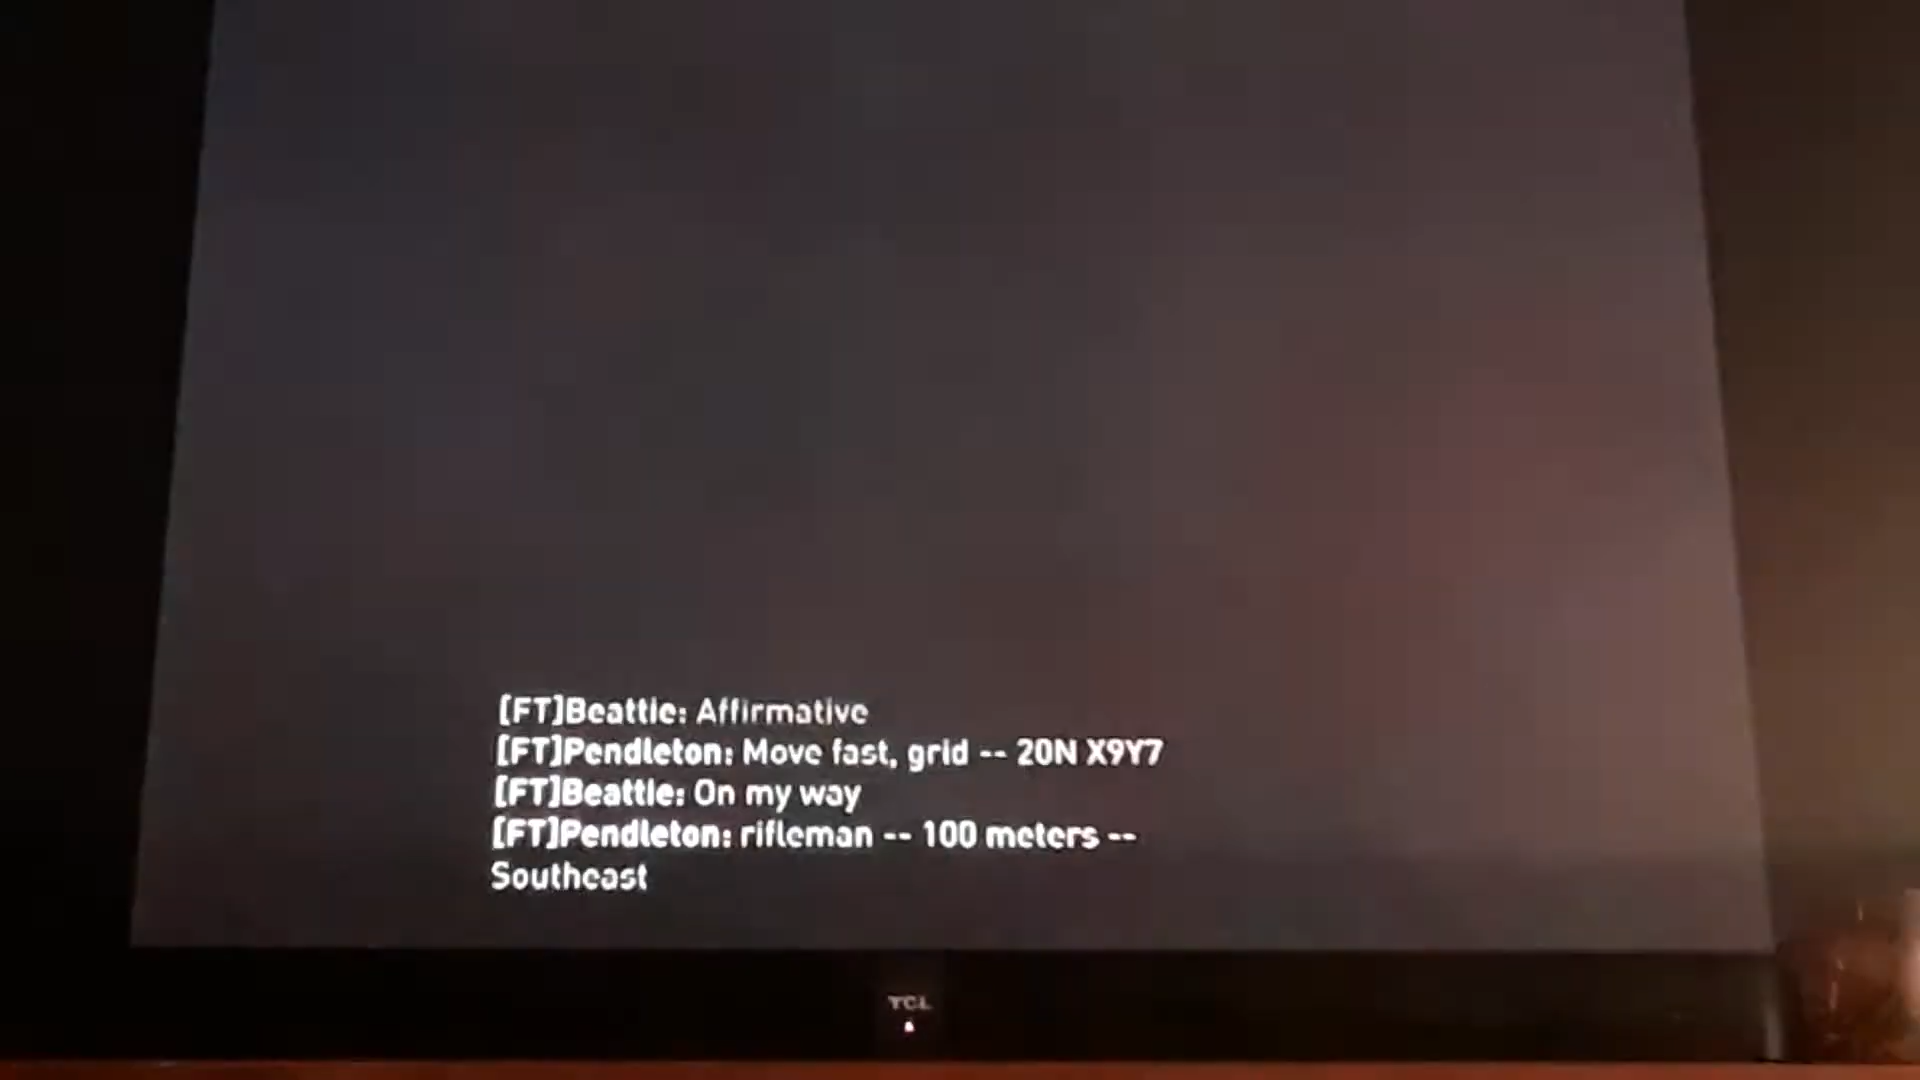 [FT]Beattie: Affirmative
[FT]Pendleton: Move fast, grid -- 20N X9Y7
[FT]Beattie: On my way
[FT]Pendleton: rifleman -- 100 meters --
Southeast
TCL